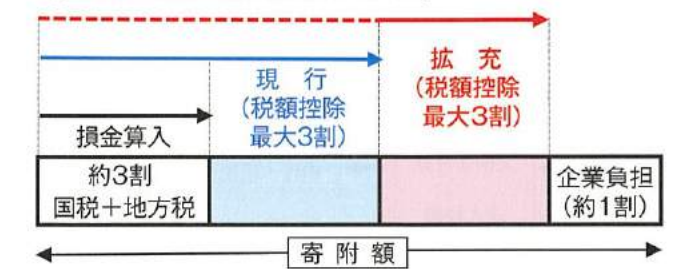 拡 充
(税額控除
最大3割)
現 行
(税額控除
最大3割)
損金算入
約3割
国税+地方税
企業負担
(約1割)
寄 附 額